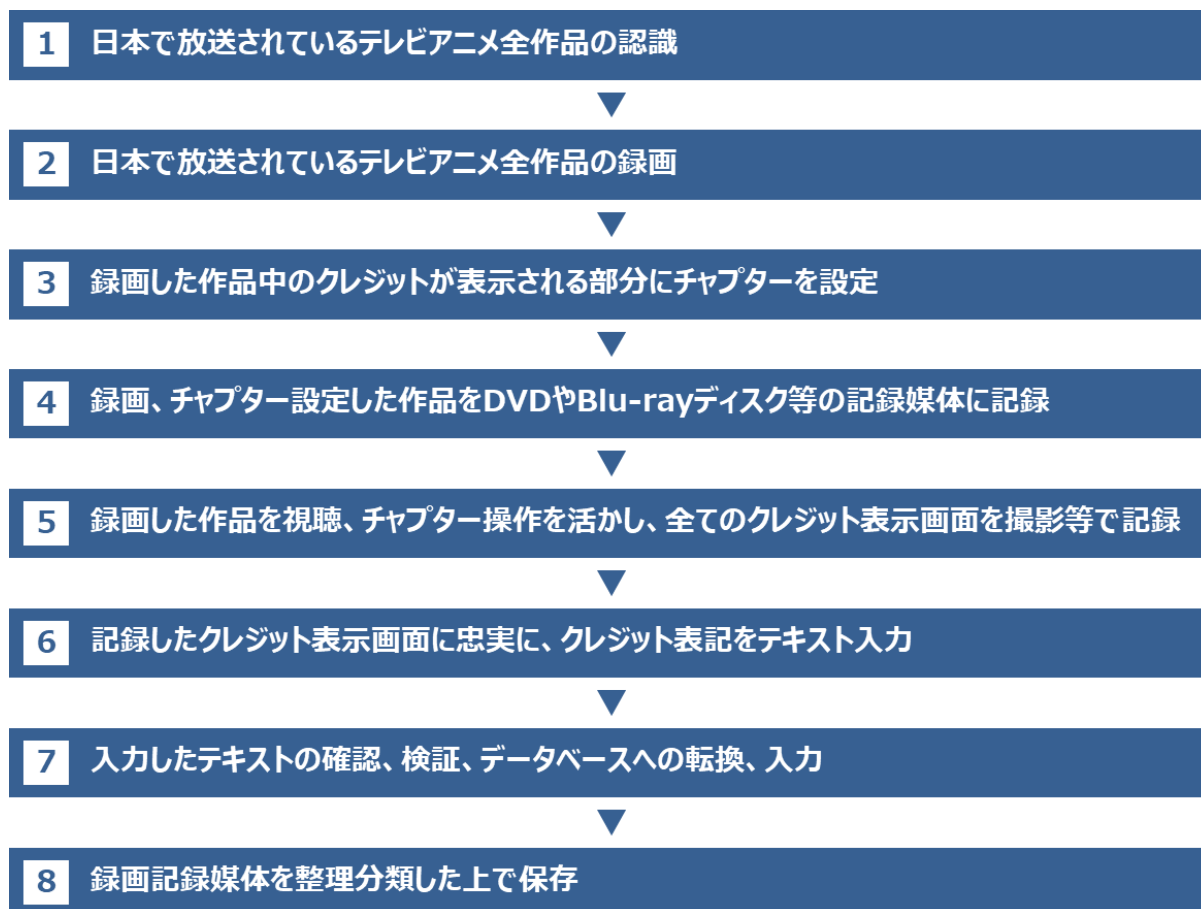 1 日本で放送されているテレビアニメ全作品の認識
2 日本で放送されているテレビアニメ全作品の録画
3 録画した作品中のクレジットが表示される部分にチャプターを設定
4 録画、チャプター設定した作品をDVDやBlu-rayディスク等の記録媒体に記録
5 録画した作品を視聴、チャプター操作を活かし、全てのクレジット表示画面を撮影等で記録
6 記録したクレジット表示画面に忠実に、クレジット表記をテキスト入力
7 入力したテキストの確認、検証、データベースへの転換、入力
8 録画記録媒体を整理分類した上で保存